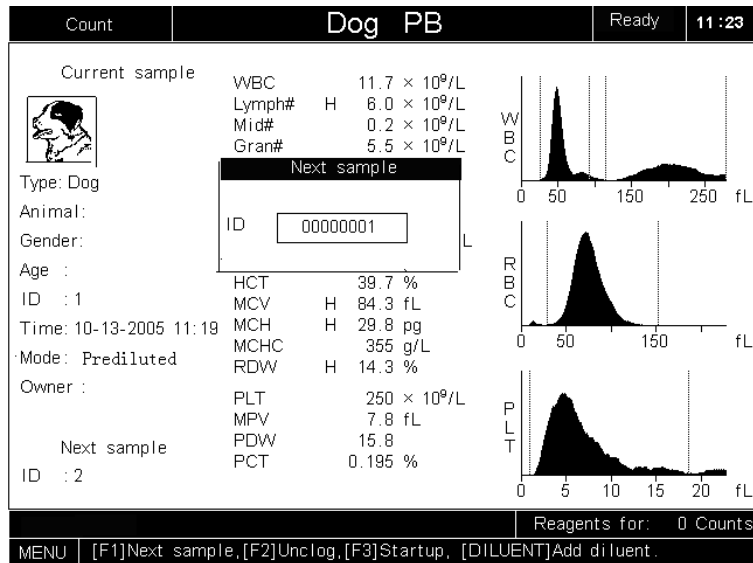 Count Dog PB Ready 11:23
Current sample
Type: Dog
Animal:
Gender:
Age :
ID : 1
Time: 10-13-2005 11:19
Mode: Prediluted
Owner :
Next sample
ID : 2
WBC 11.7 × 10⁹/L
Lymph# H 6.0 × 10⁹/L
Mid# 0.2 × 10⁹/L
Gran# 5.5 × 10⁹/L
Next sample
ID 00000001
L
HCT 39.7 %
MCV H 84.3 fL
MCH H 29.8 pg
MCHC 355 g/L
RDW H 14.3 %
PLT 250 × 10⁹/L
MPV 7.8 fL
PDW 15.8
PCT 0.195 %
WBC
0 50 150 250 fL
RBC
0 50 150 fL
PLT
0 5 10 15 20 fL
Reagents for: 0 Counts
MENU [F1]Next sample,[F2]Unclog,[F3]Startup, [DILUENT]Add diluent.